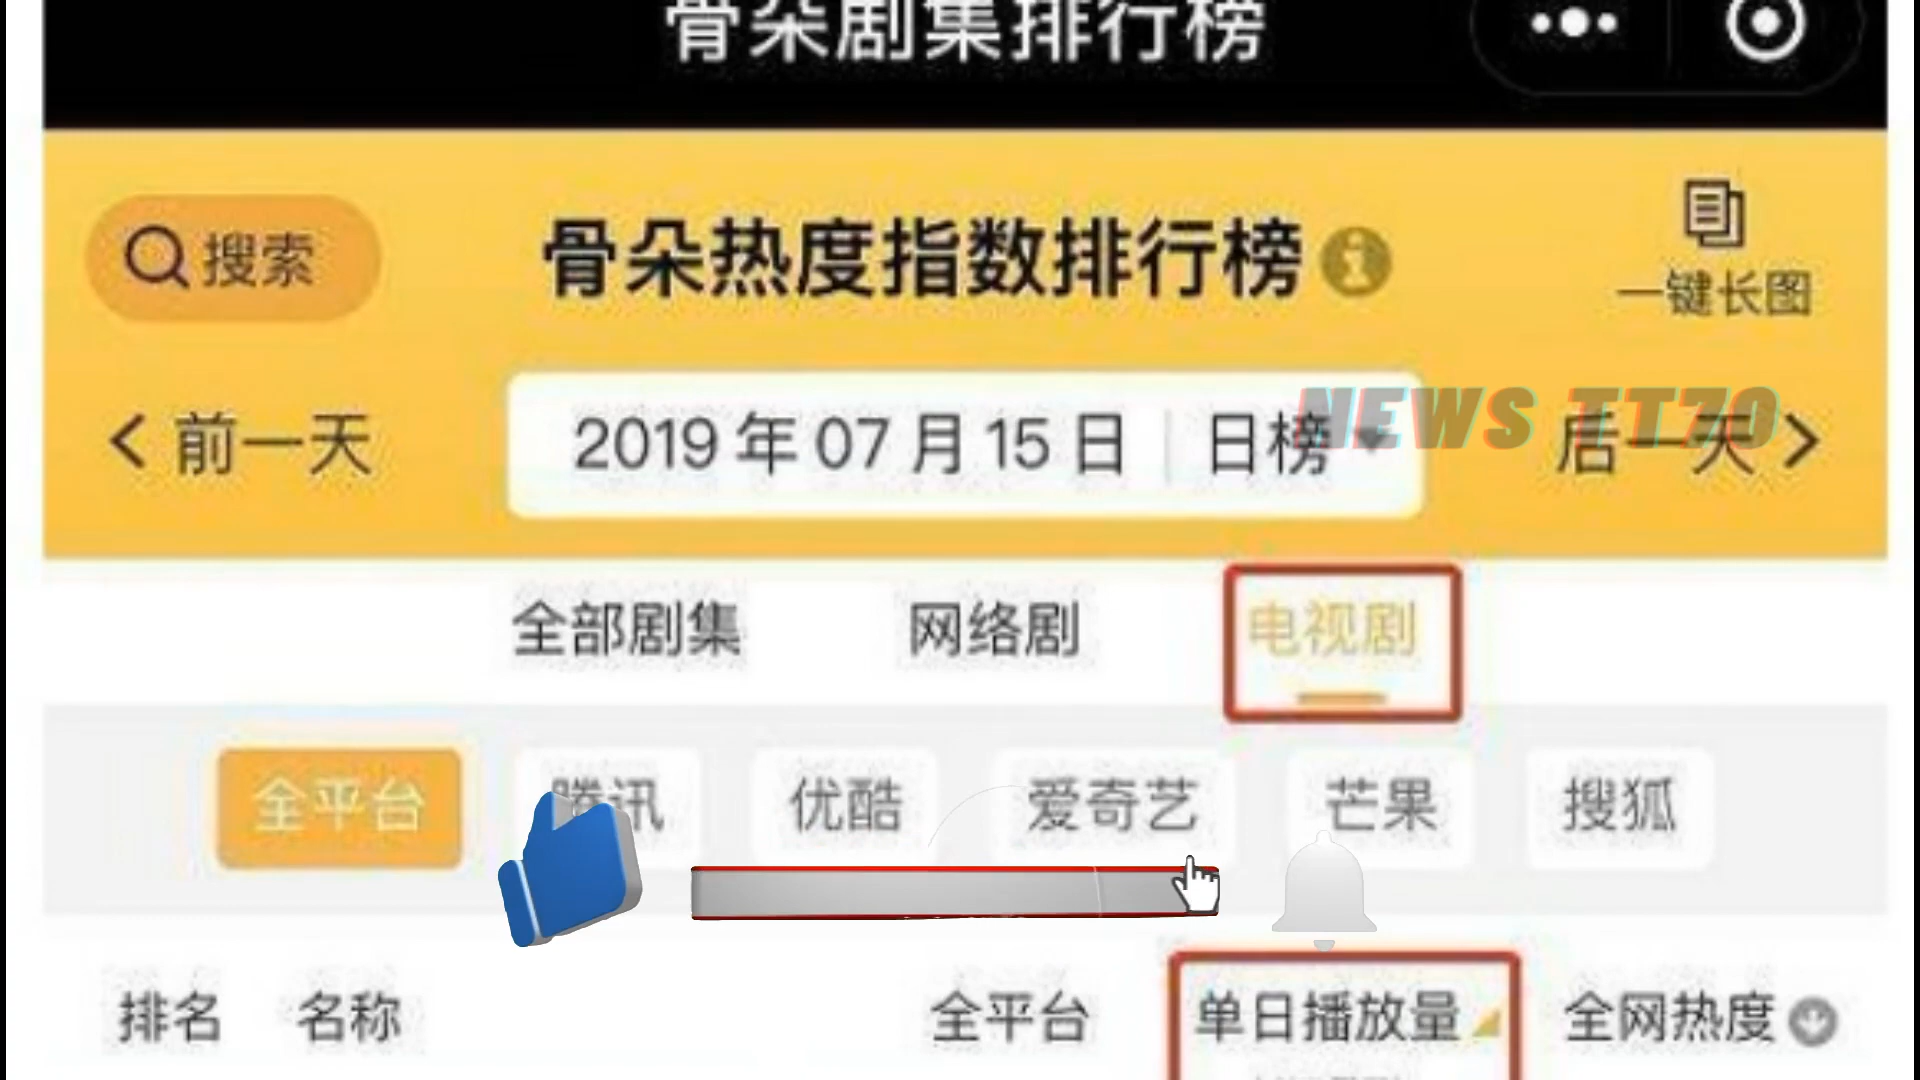 骨朵剧集排行榜
搜索
骨朵热度指数排行榜
一键长图
前一天
2019年07月15日
日榜
后一天
NEWS TT70
全部剧集
网络剧
电视剧
全平台
腾讯
优酷
爱奇艺
芒果
搜狐
排名
名称
全平台
单日播放量
全网热度